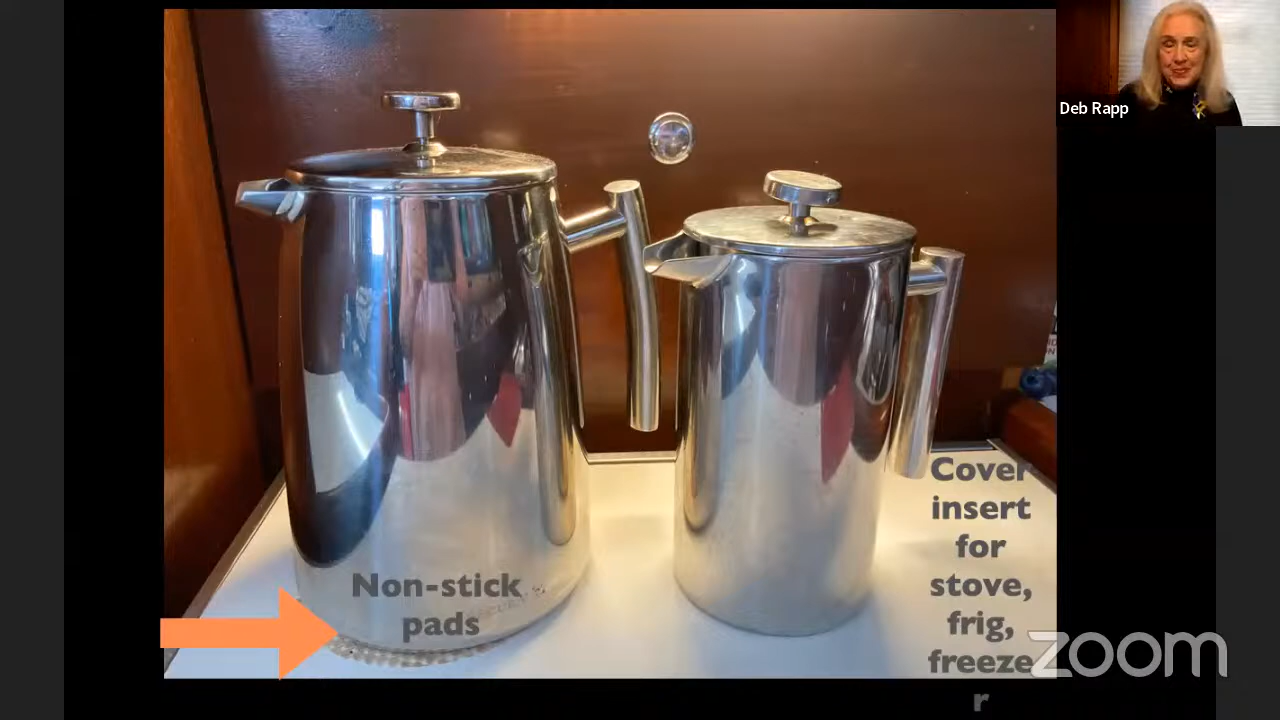 Deb Rapp
Cover
insert
for
stove,
frig,
freeze
r
Non-stick
pads
zoom